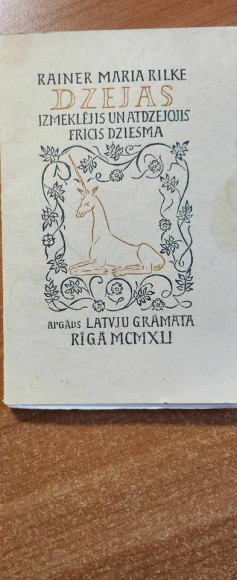 RAINER MARIA RILKE
DZEJAS
IZMEKLĒJIS UN ATDZEJOJIS
FRICIS DZIESMA
APGĀDS LATVJU GRĀMATA
RĪGĀ MCMXLI